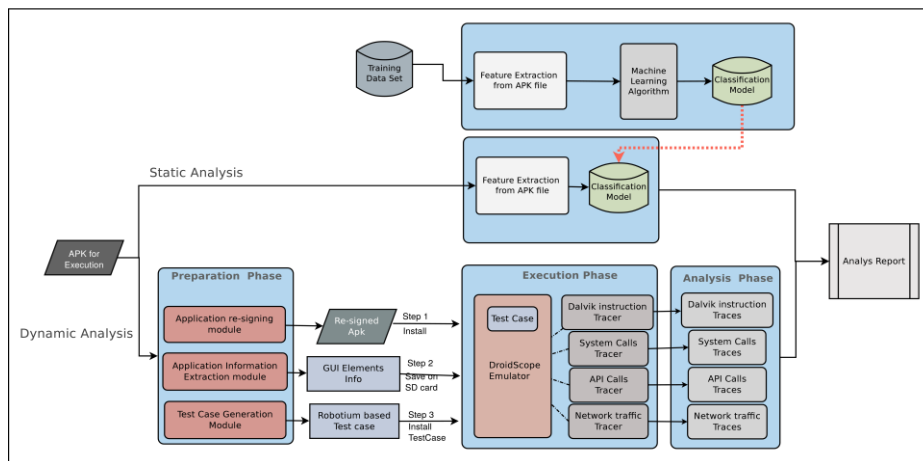 Training
Data Set
Feature Extraction
from APK file
Machine
Learning
Algorithm
Classification
Model
Static Analysis
Feature Extraction
from APK file
Classification
Model
APK for
Execution
Analys Report
Dynamic Analysis
Preparation Phase
Application re-signing
module
Application Information
Extraction module
Test Case Generation
Module
Re-signed
Apk
GUI Elements
Info
Robotium based
Test case
Step 1
Install
Step 2
Save on
SD card
Step 3
Install
TestCase
Execution Phase
Test Case
DroidScope
Emulator
Dalvik instruction
Tracer
System Calls
Tracer
API Calls
Tracer
Network traffic
Tracer
Analysis Phase
Dalvik instruction
Traces
System Calls
Traces
API Calls
Traces
Network traffic
Traces